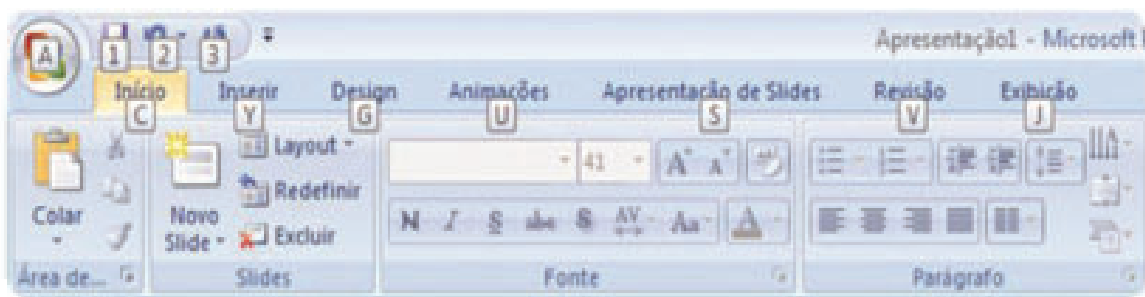 Apresentação1 - Microsoft
A 1 2 3
Início Inserir Design Animações Apresentação de Slides Revisão Exibição
C Y G U S V J
Layout
41 A A
Redefinir
Colar Novo Slide Excluir
N I S abc S AV Aa A
Área de... Slides Fonte Parágrafo